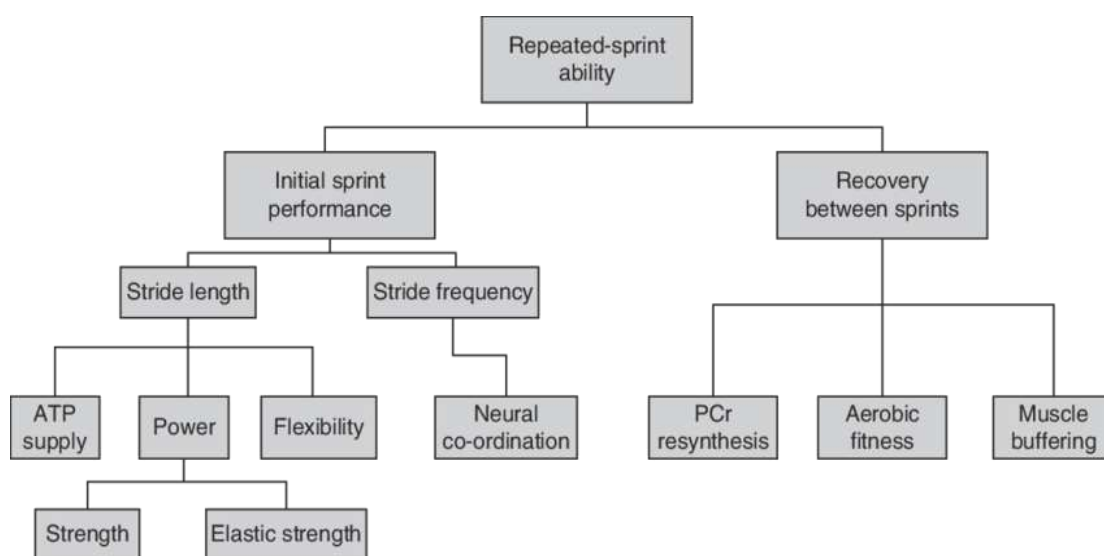 Repeated-sprint
ability
Initial sprint
performance
Recovery
between sprints
Stride length
Stride frequency
ATP
supply
Power
Flexibility
Neural
co-ordination
PCr
resynthesis
Aerobic
fitness
Muscle
buffering
Strength
Elastic strength